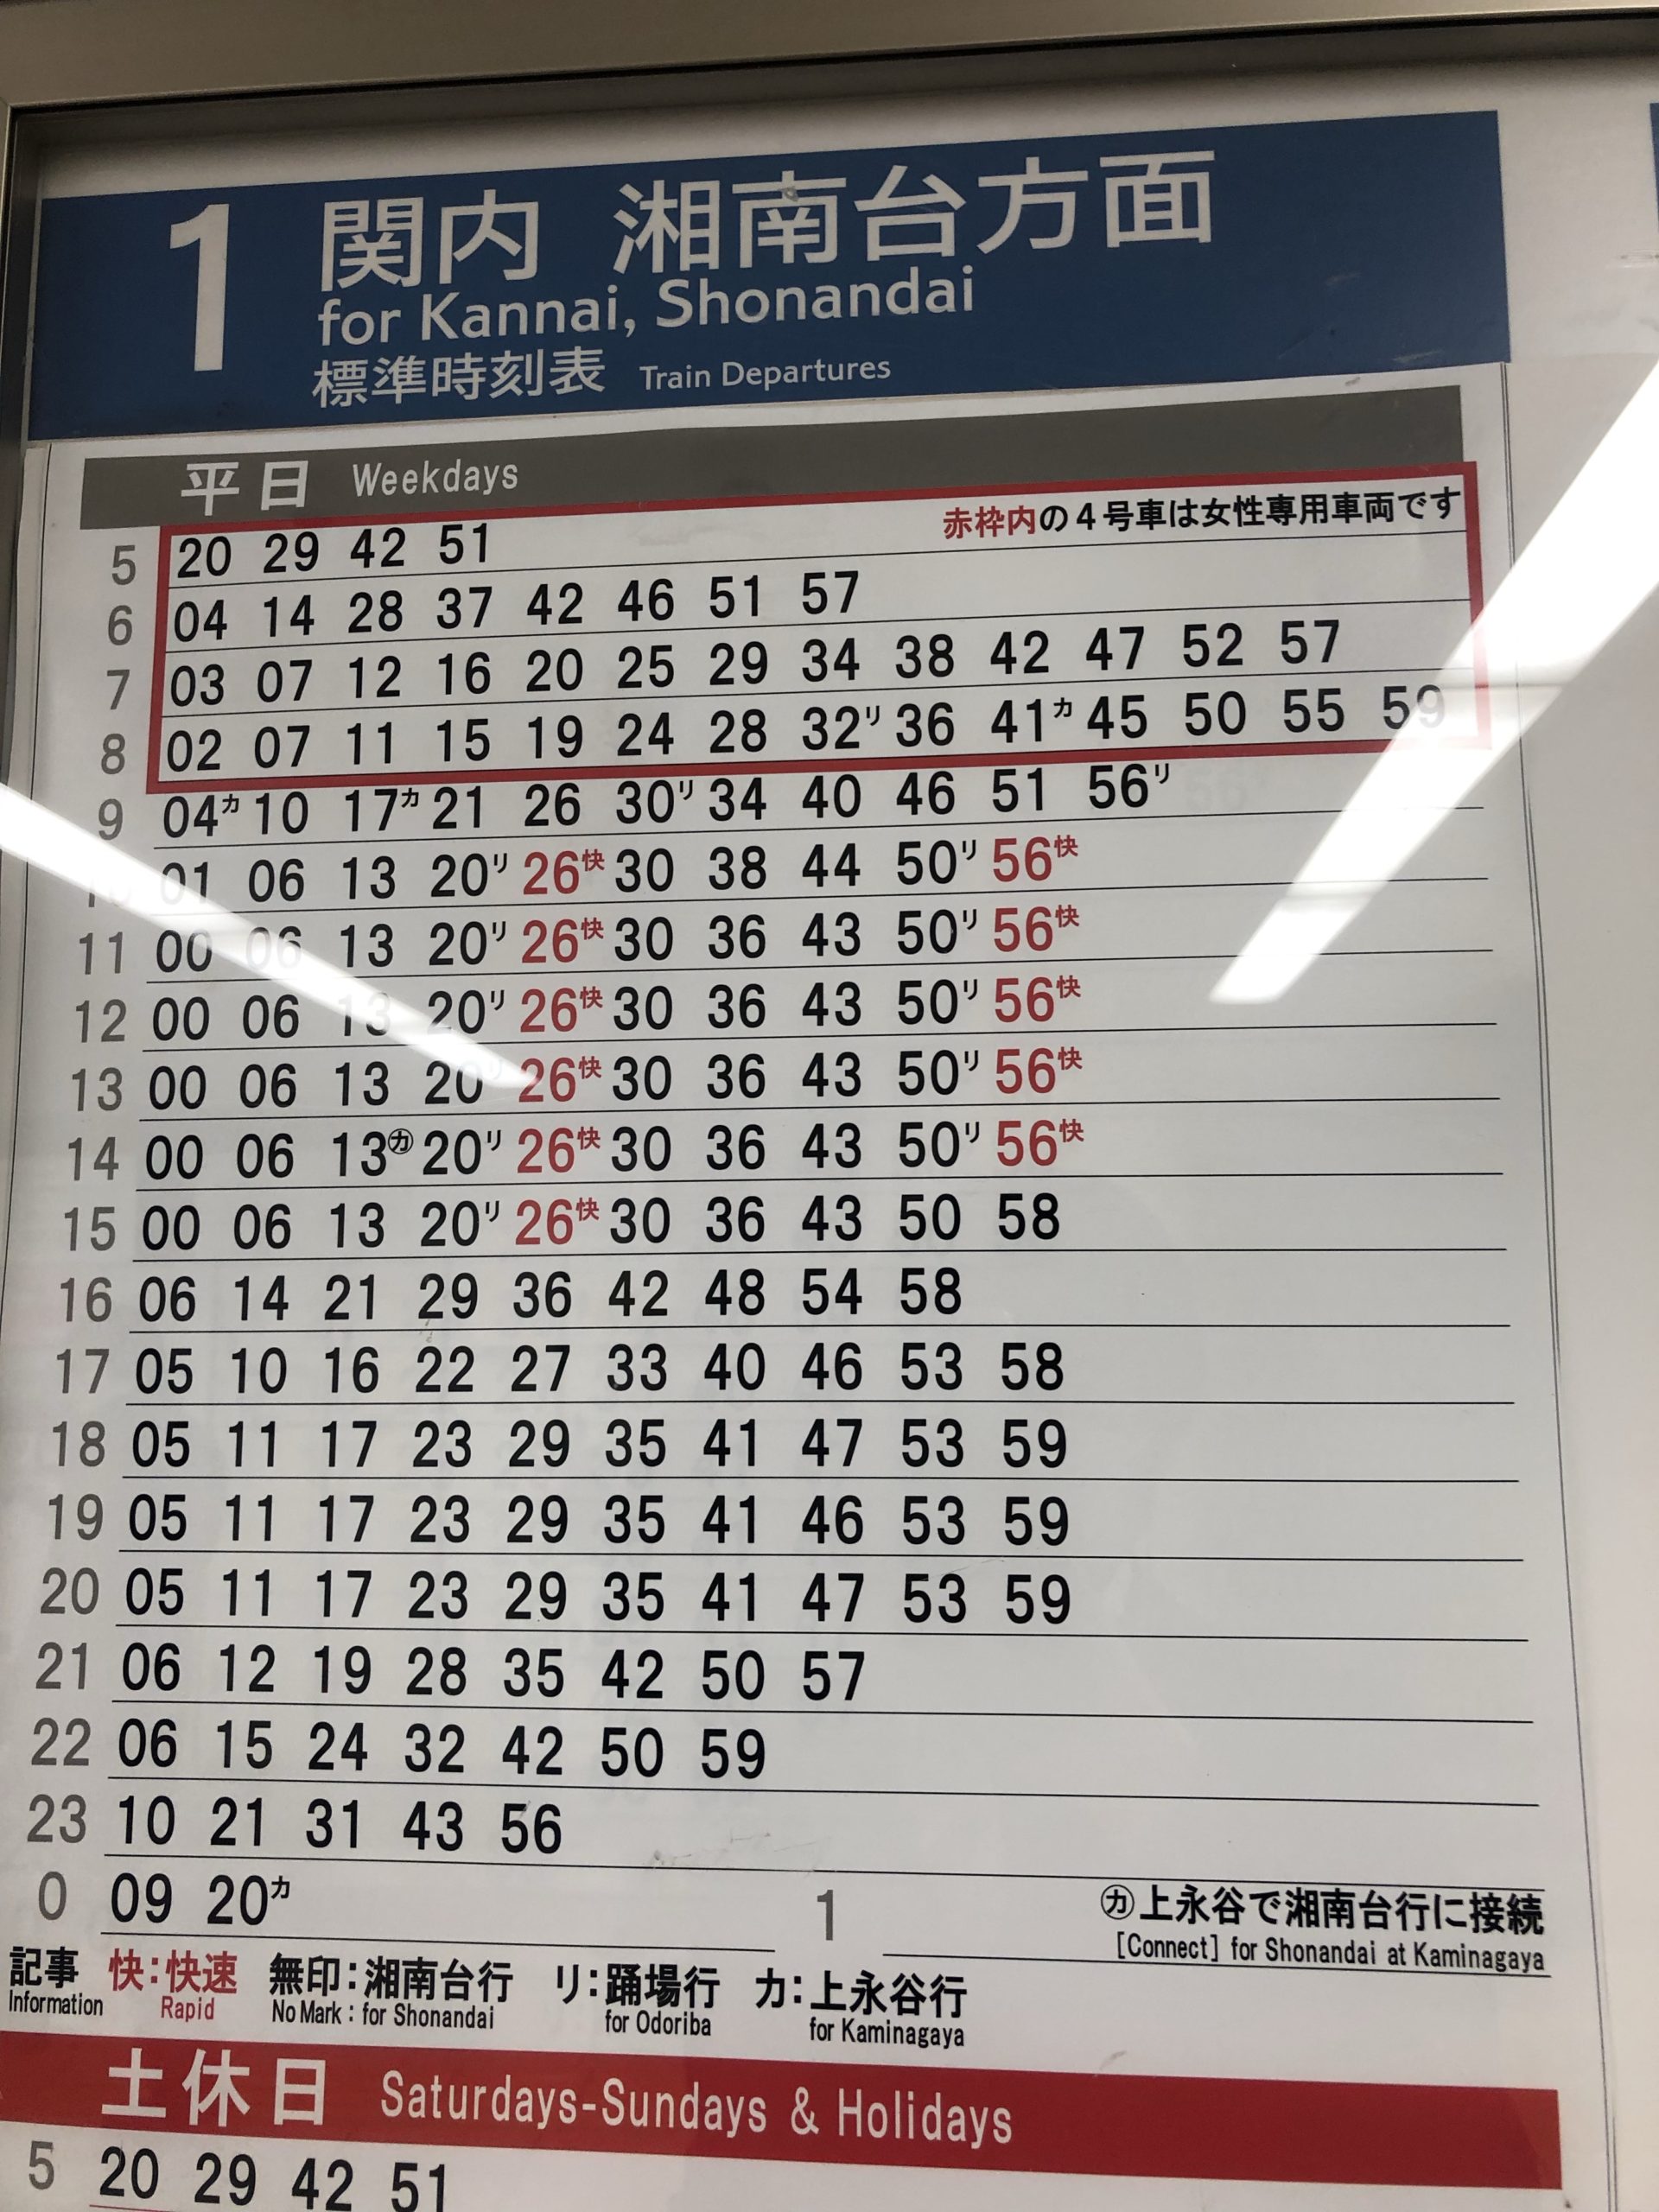 1 関内 湘南台方面
for Kannai, Shonandai
標準時刻表 Train Departures
平日 Weekdays
赤枠内の4号車は女性専用車両です
5 20 29 42 51
6 04 14 28 37 42 46 51 57
7 03 07 12 16 20 25 29 34 38 42 47 52 57
8 02 07 11 15 19 24 28 32リ 36 41カ 45 50 55 59
9 04カ 10 17カ 21 26 30リ 34 40 46 51 56リ
10 01 06 13 20リ 26快 30 38 44 50リ 56快
11 00 06 13 20リ 26快 30 36 43 50リ 56快
12 00 06 13 20リ 26快 30 36 43 50リ 56快
13 00 06 13 20リ 26快 30 36 43 50リ 56快
14 00 06 13㋕ 20リ 26快 30 36 43 50リ 56快
15 00 06 13 20リ 26快 30 36 43 50 58
16 06 14 21 29 36 42 48 54 58
17 05 10 16 22 27 33 40 46 53 58
18 05 11 17 23 29 35 41 47 53 59
19 05 11 17 23 29 35 41 46 53 59
20 05 11 17 23 29 35 41 47 53 59
21 06 12 19 28 35 42 50 57
22 06 15 24 32 42 50 59
23 10 21 31 43 56
0 09 20カ 1
㋕上永谷で湘南台行に接続
[Connect] for Shonandai at Kaminagaya
記事 快:快速 無印:湘南台行 リ:踊場行 カ:上永谷行
Information Rapid No Mark: for Shonandai for Odoriba for Kaminagaya
土休日 Saturdays-Sundays & Holidays
5 20 29 42 51